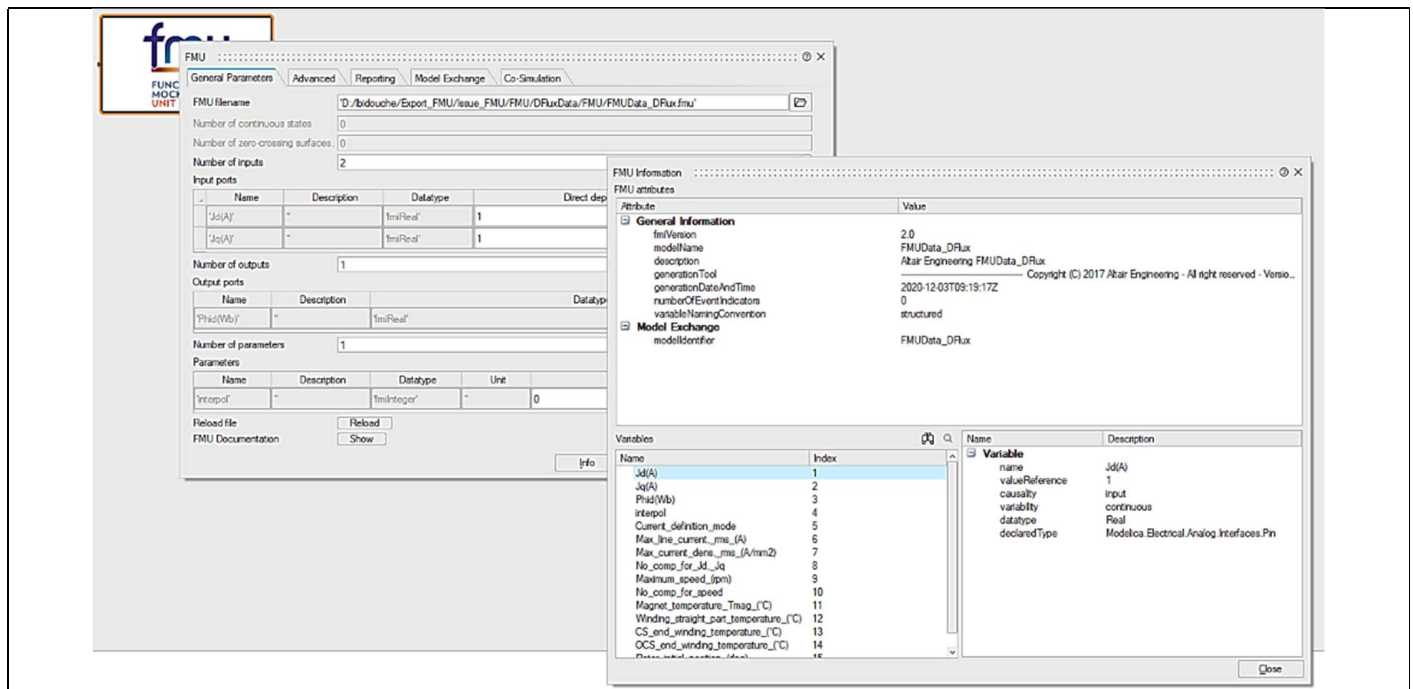 fmu
FUNC
MOCK
UNIT
FMU
General Parameters Advanced Reporting Model Exchange Co-Simulation
FMU filename 'D:/bidouche/Export_FMU/Issue_FMU/FMU/DFluxData/FMU/FMUData_DFlux.fmu'
Number of continuous states 0
Number of zero-crossing surfaces. 0
Number of inputs 2
Input ports
Name Description Datatype Direct dep
'Jd(A)' '' 'fmiReal' 1
'Jq(A)' '' 'fmiReal' 1
Number of outputs 1
Output ports
Name Description Datatype
'Phid(Wb)' '' 'fmiReal'
Number of parameters 1
Parameters
Name Description Datatype Unit
'interpol' '' 'fmiInteger' '' 0
Reload file Reload
FMU Documentation Show
Info
FMU Information
FMU attributes
Attribute Value
General Information
fmiVersion 2.0
modelName FMUData_DFlux
description Altair Engineering FMUData_DFlux
generationTool ---------------------------------------- Copyright (C) 2017 Altair Engineering - All right reserved - Versio...
generationDateAndTime 2020-12-03T09:19:17Z
numberOfEventIndicators 0
variableNamingConvention structured
Model Exchange
modelIdentifier FMUData_DFlux
Variables
Name Index
Jd(A) 1
Jq(A) 2
Phid(Wb) 3
interpol 4
Current_definition_mode 5
Max_line_current,_rms_(A) 6
Max_current_dens._rms_(A/mm2) 7
No_comp_for_Jd,_Jq 8
Maximum_speed_(rpm) 9
No_comp_for_speed 10
Magnet_temperature_Tmag_(°C) 11
Winding_straight_part_temperature_(°C) 12
CS_end_winding_temperature_(°C) 13
OCS_end_winding_temperature_(°C) 14
Rotor_initial_position_(deg) 15
Name Description
Variable
name Jd(A)
valueReference 1
causality input
variability continuous
datatype Real
declaredType Modelica.Electrical.Analog.Interfaces.Pin
Close